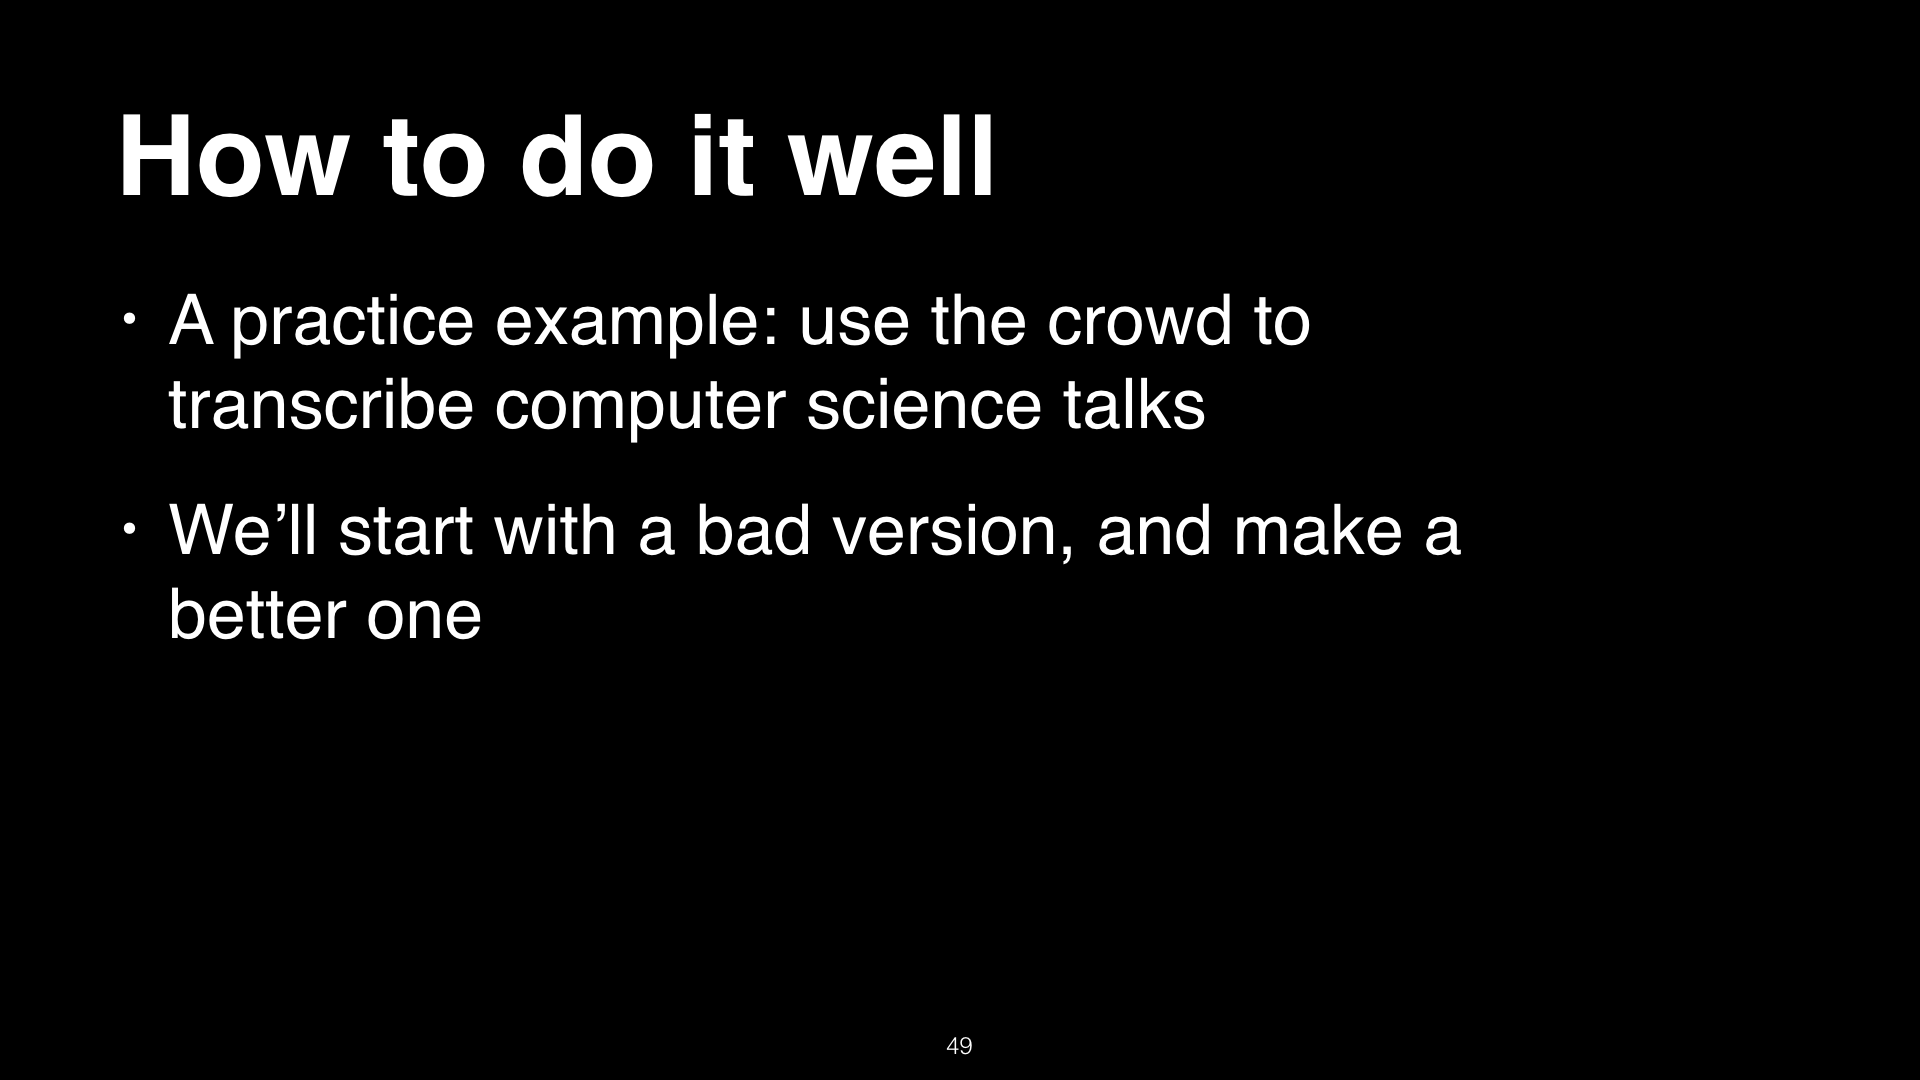 How to do it well
• A practice example: use the crowd to
transcribe computer science talks
• We’ll start with a bad version, and make a
better one
49